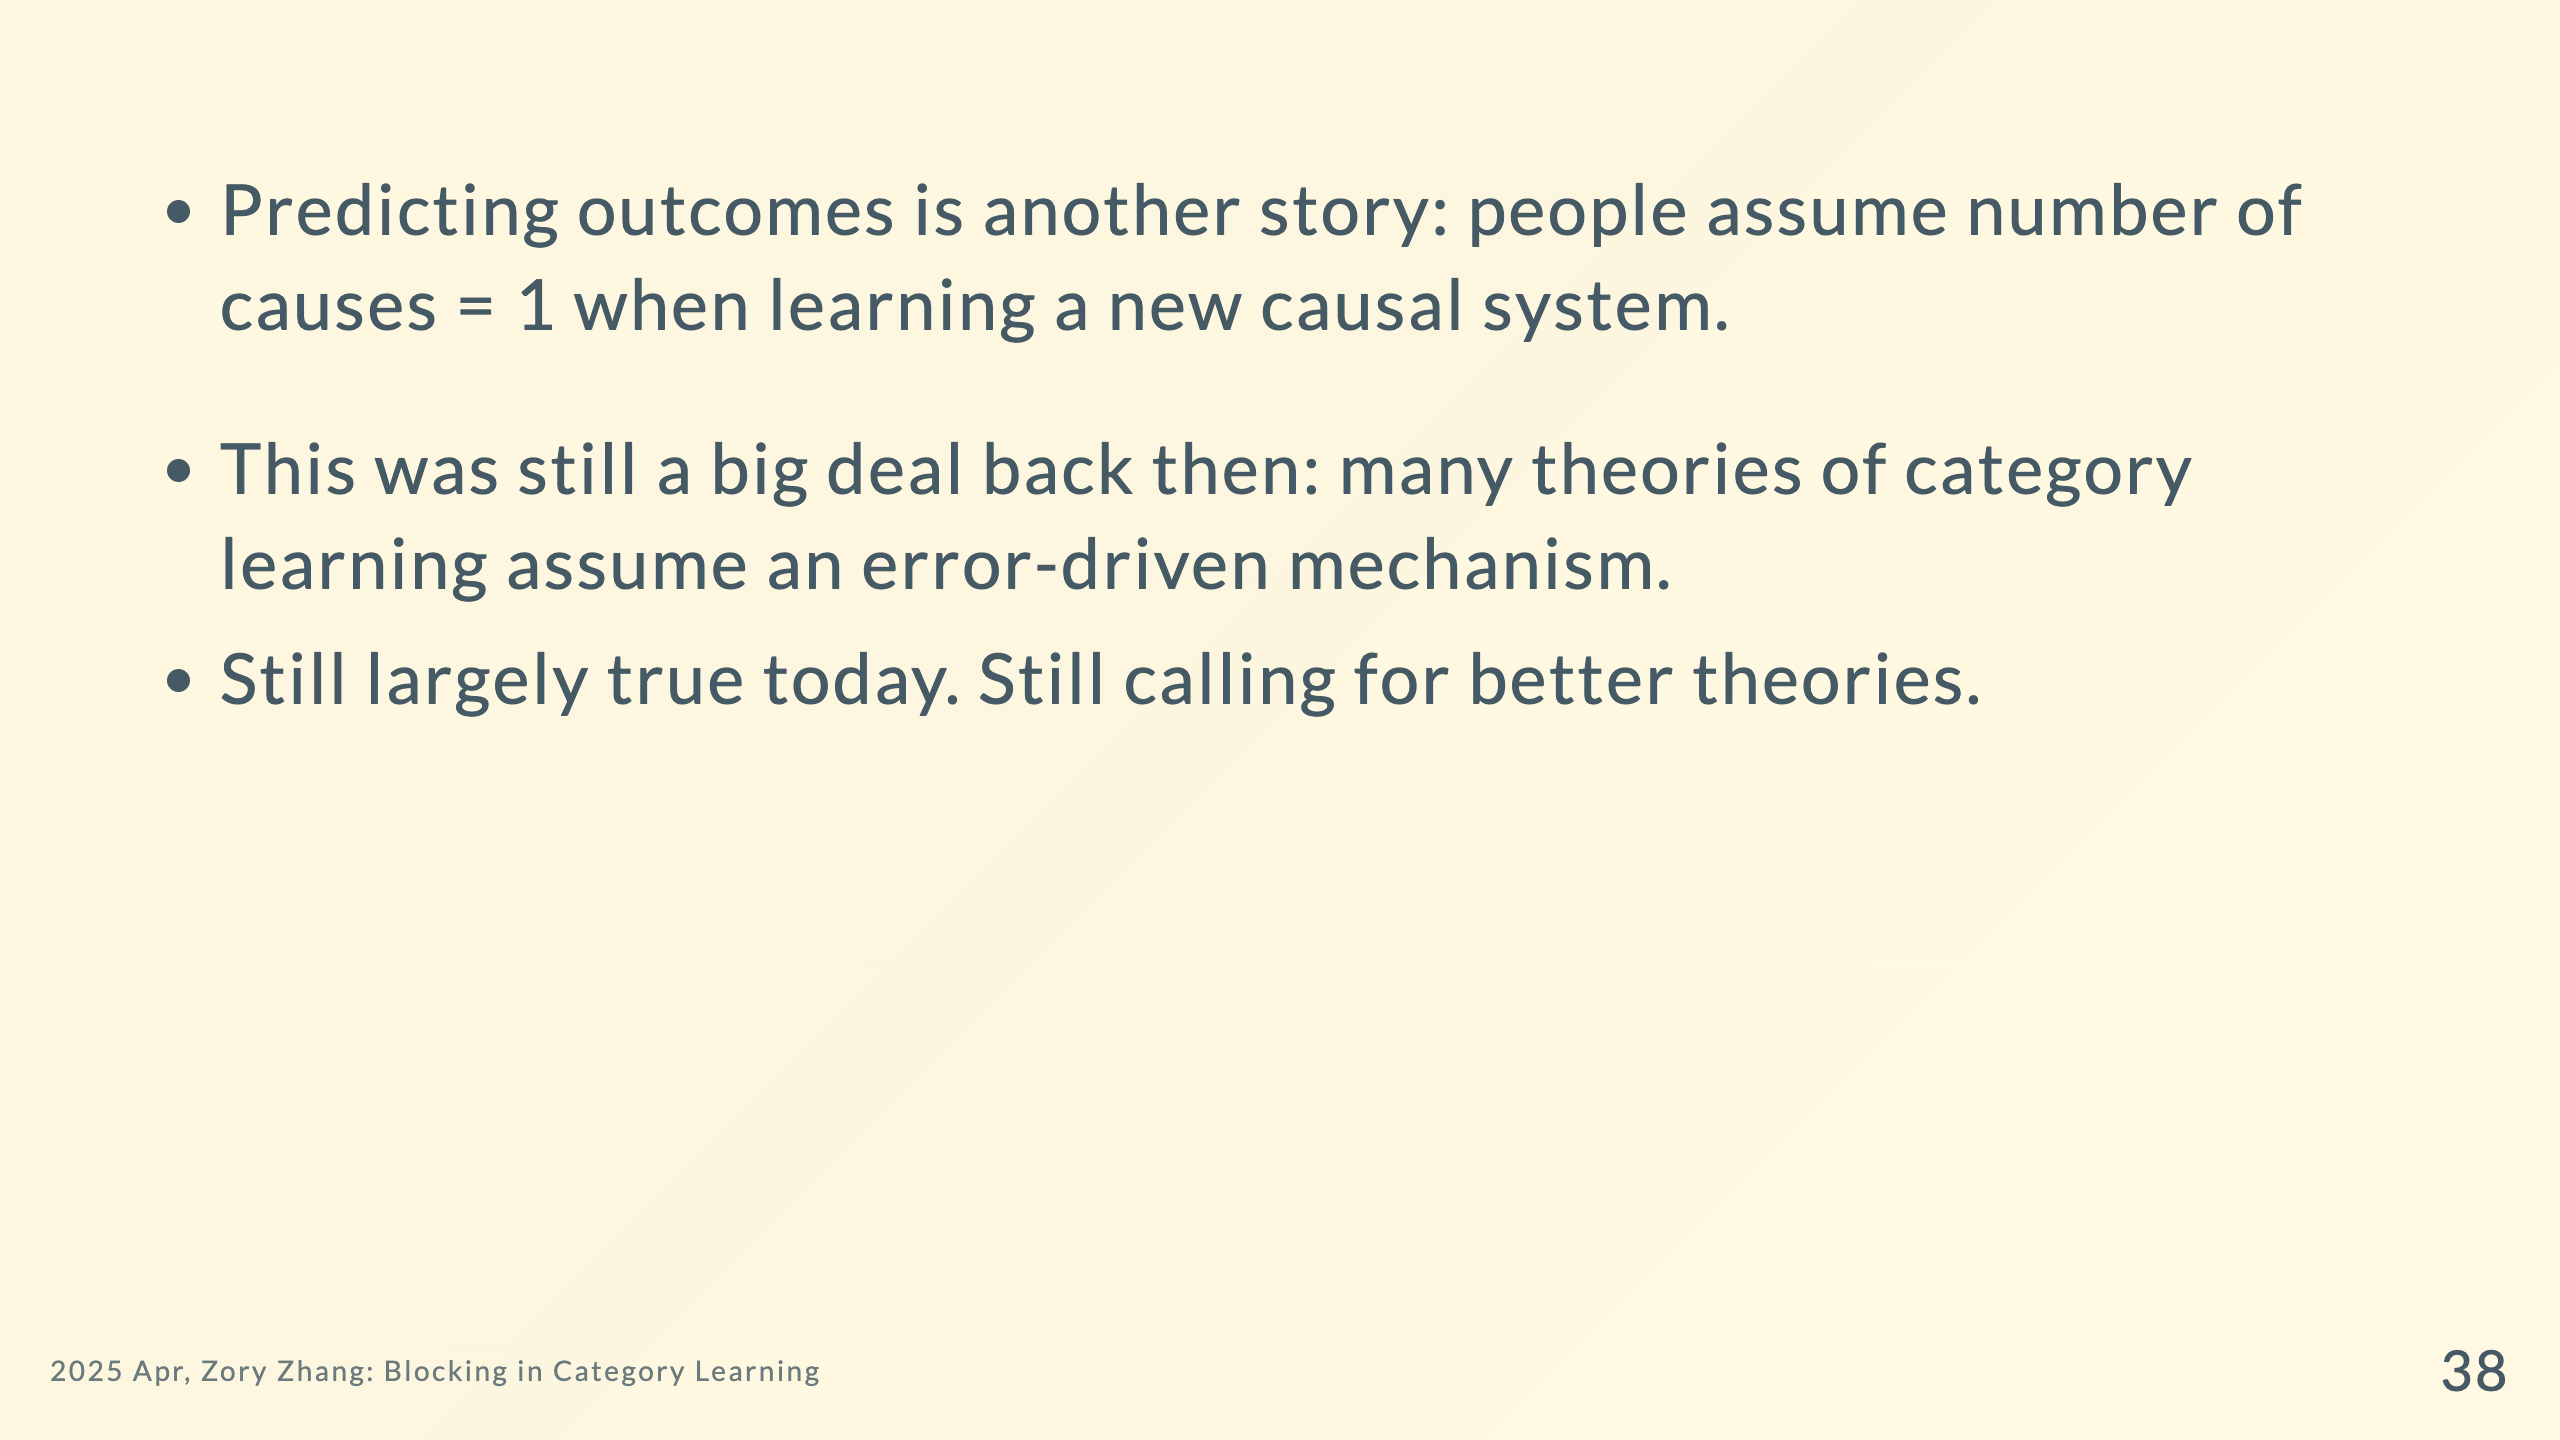 • Predicting outcomes is another story: people assume number of
causes = 1 when learning a new causal system.
• This was still a big deal back then: many theories of category
learning assume an error-driven mechanism.
• Still largely true today. Still calling for better theories.
2025 Apr, Zory Zhang: Blocking in Category Learning
38